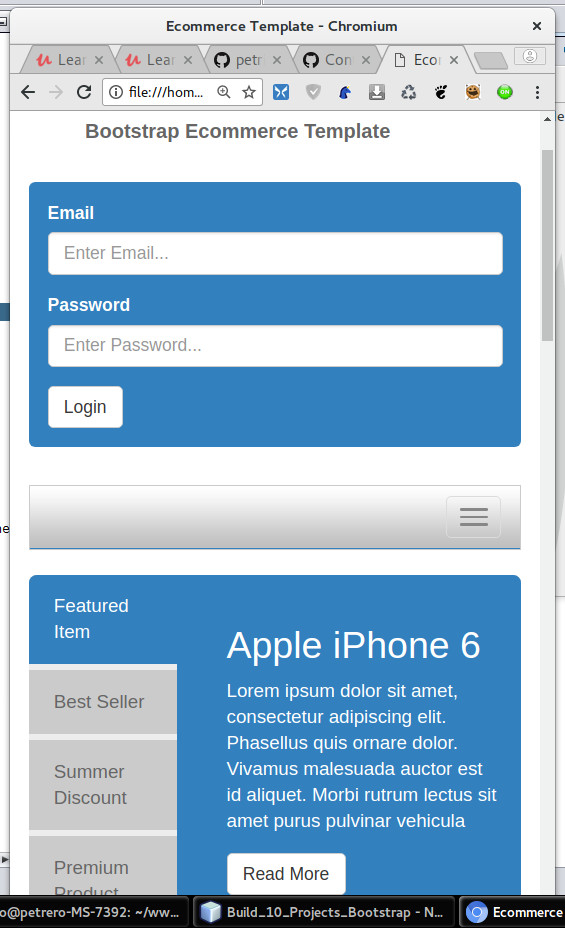 Ecommerce Template - Chromium
Lear
Lear
petr
Con
Ecor
file:///hom...
ON
e
Bootstrap Ecommerce Template
Email
Enter Email...
Password
Enter Password...
Login
ne
Featured
Item
Apple iPhone 6
Lorem ipsum dolor sit amet,
consectetur adipiscing elit.
Phasellus quis ornare dolor.
Vivamus malesuada auctor est
id aliquet. Morbi rutrum lectus sit
amet purus pulvinar vehicula
Read More
Best Seller
Summer
Discount
Premium
Product
o@petrero-MS-7392: ~/ww...
Build_10_Projects_Bootstrap - N...
Ecommerce